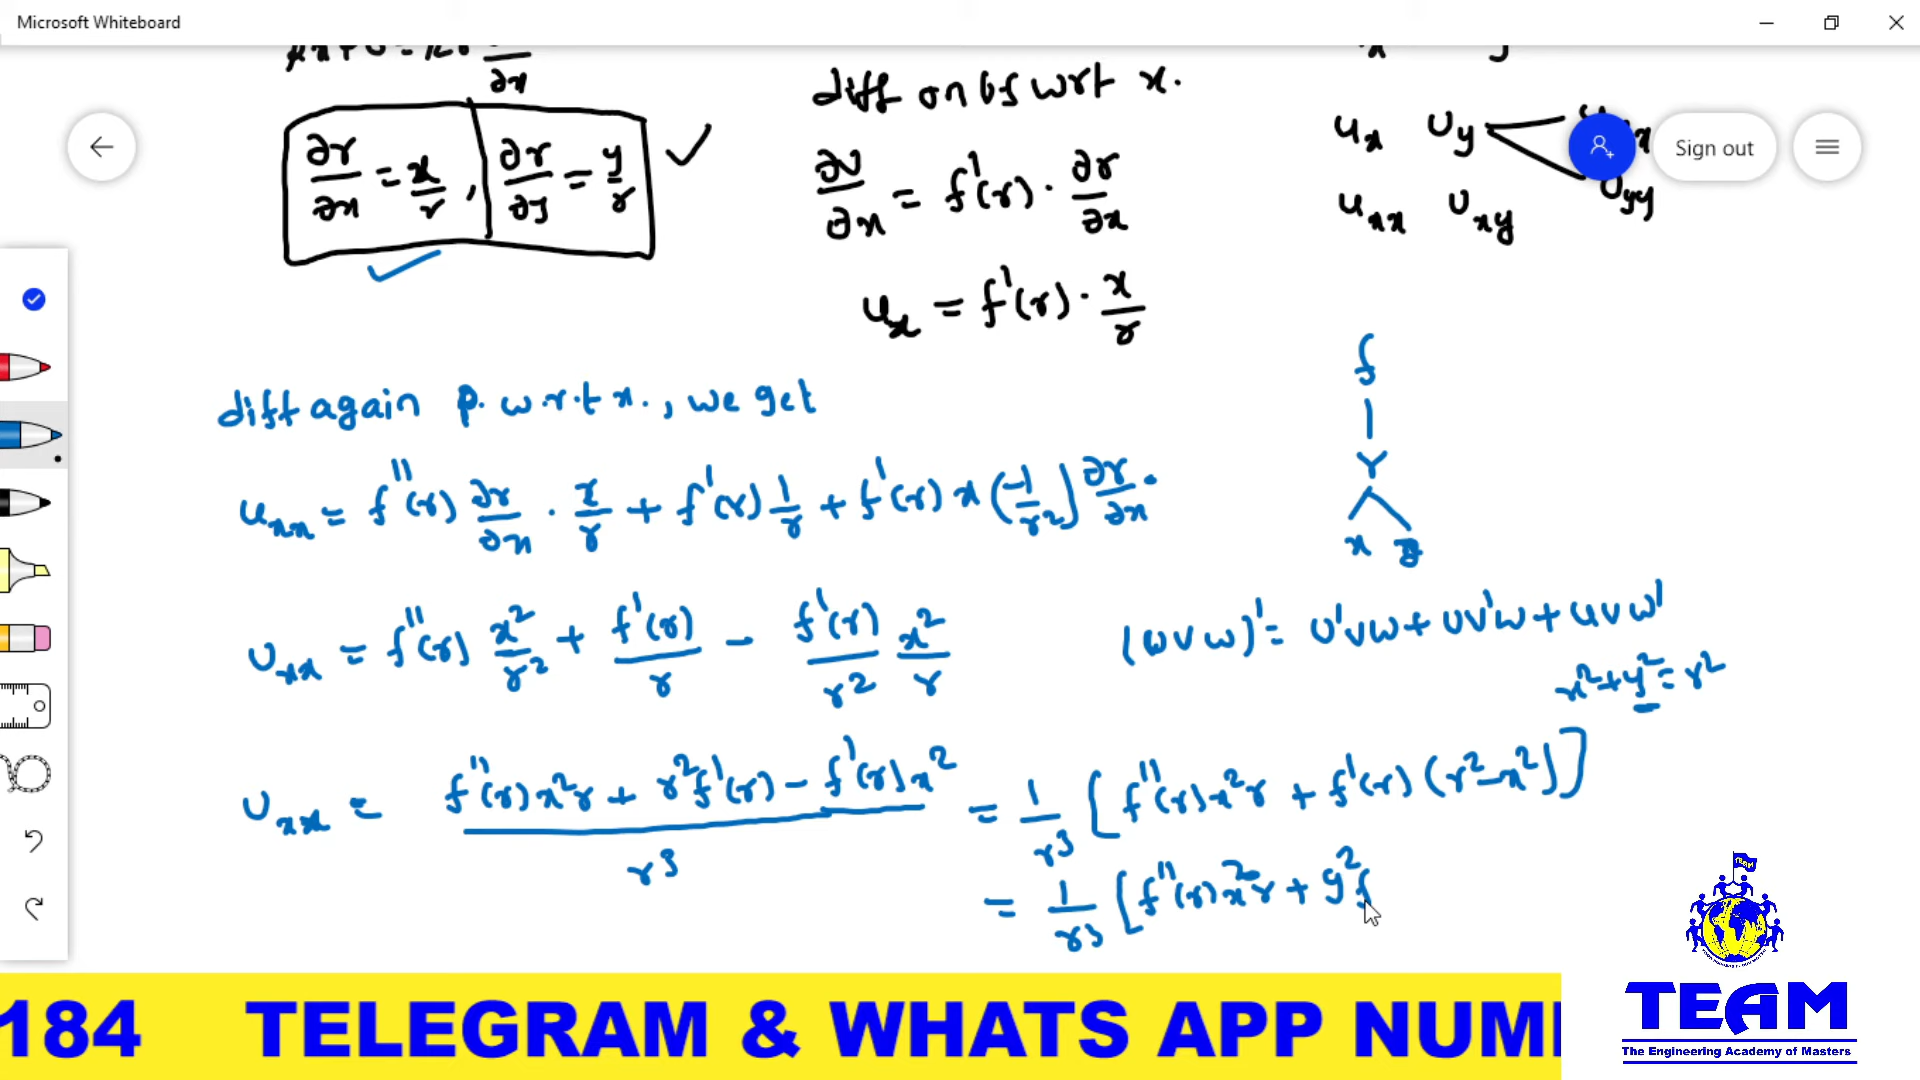 Microsoft Whiteboard
∂x
diff on bs wrt x.
∂r/∂x = x/r , ∂r/∂y = y/r
∂u/∂x = f'(r) . ∂r/∂x
u_x = f'(r) . x/r
u_x u_y
u_xx u_xy u_yy
Sign out
diff again p. w.r.t x., we get
u_xx = f''(r) ∂r/∂x . x/r + f'(r) 1/r + f'(r) x (-1/r²) ∂r/∂x .
f
r
x y
u_xx = f''(r) x²/r² + f'(r)/r - f'(r)/r² x²/r
(uvw)' = u'vw + uv'w + uvw'
x²+y² = r²
u_xx = f''(r)x²r + r²f'(r) - f'(r)x² / r³ = 1/r³ [f''(r)x²r + f'(r)(r²-x²)]
= 1/r³ [f''(r)x²r + y²f
184 TELEGRAM & WHATS APP NUM
TEAM
The Engineering Academy of Masters